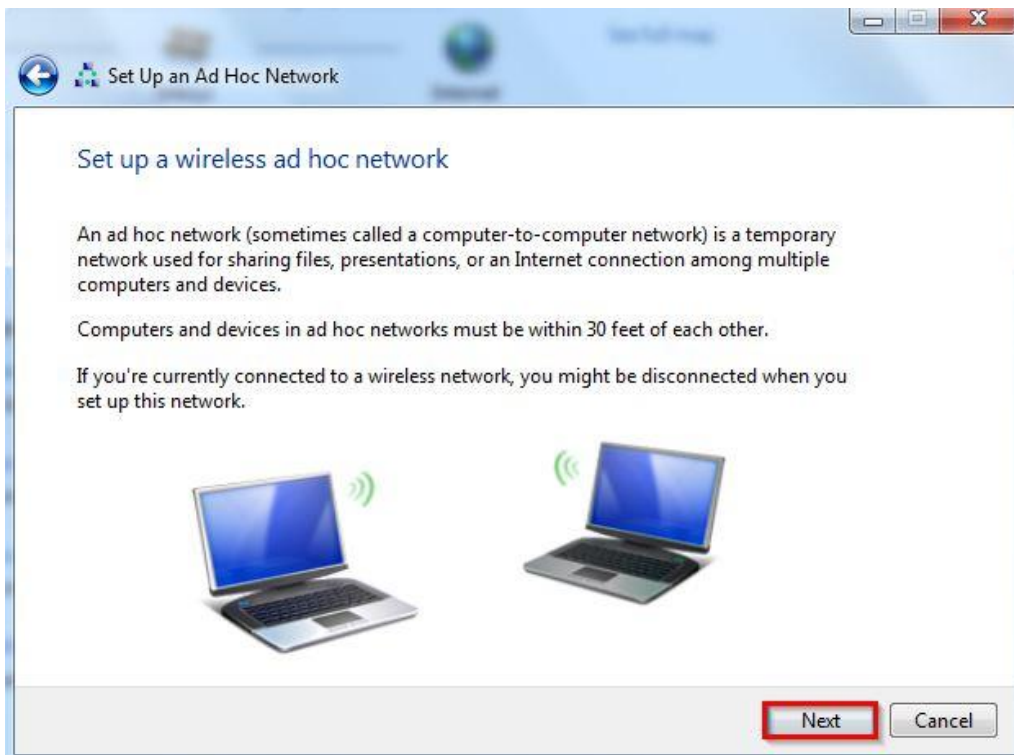 Set Up an Ad Hoc Network
Set up a wireless ad hoc network
An ad hoc network (sometimes called a computer-to-computer network) is a temporary
network used for sharing files, presentations, or an Internet connection among multiple
computers and devices.
Computers and devices in ad hoc networks must be within 30 feet of each other.
If you're currently connected to a wireless network, you might be disconnected when you
set up this network.
Next Cancel